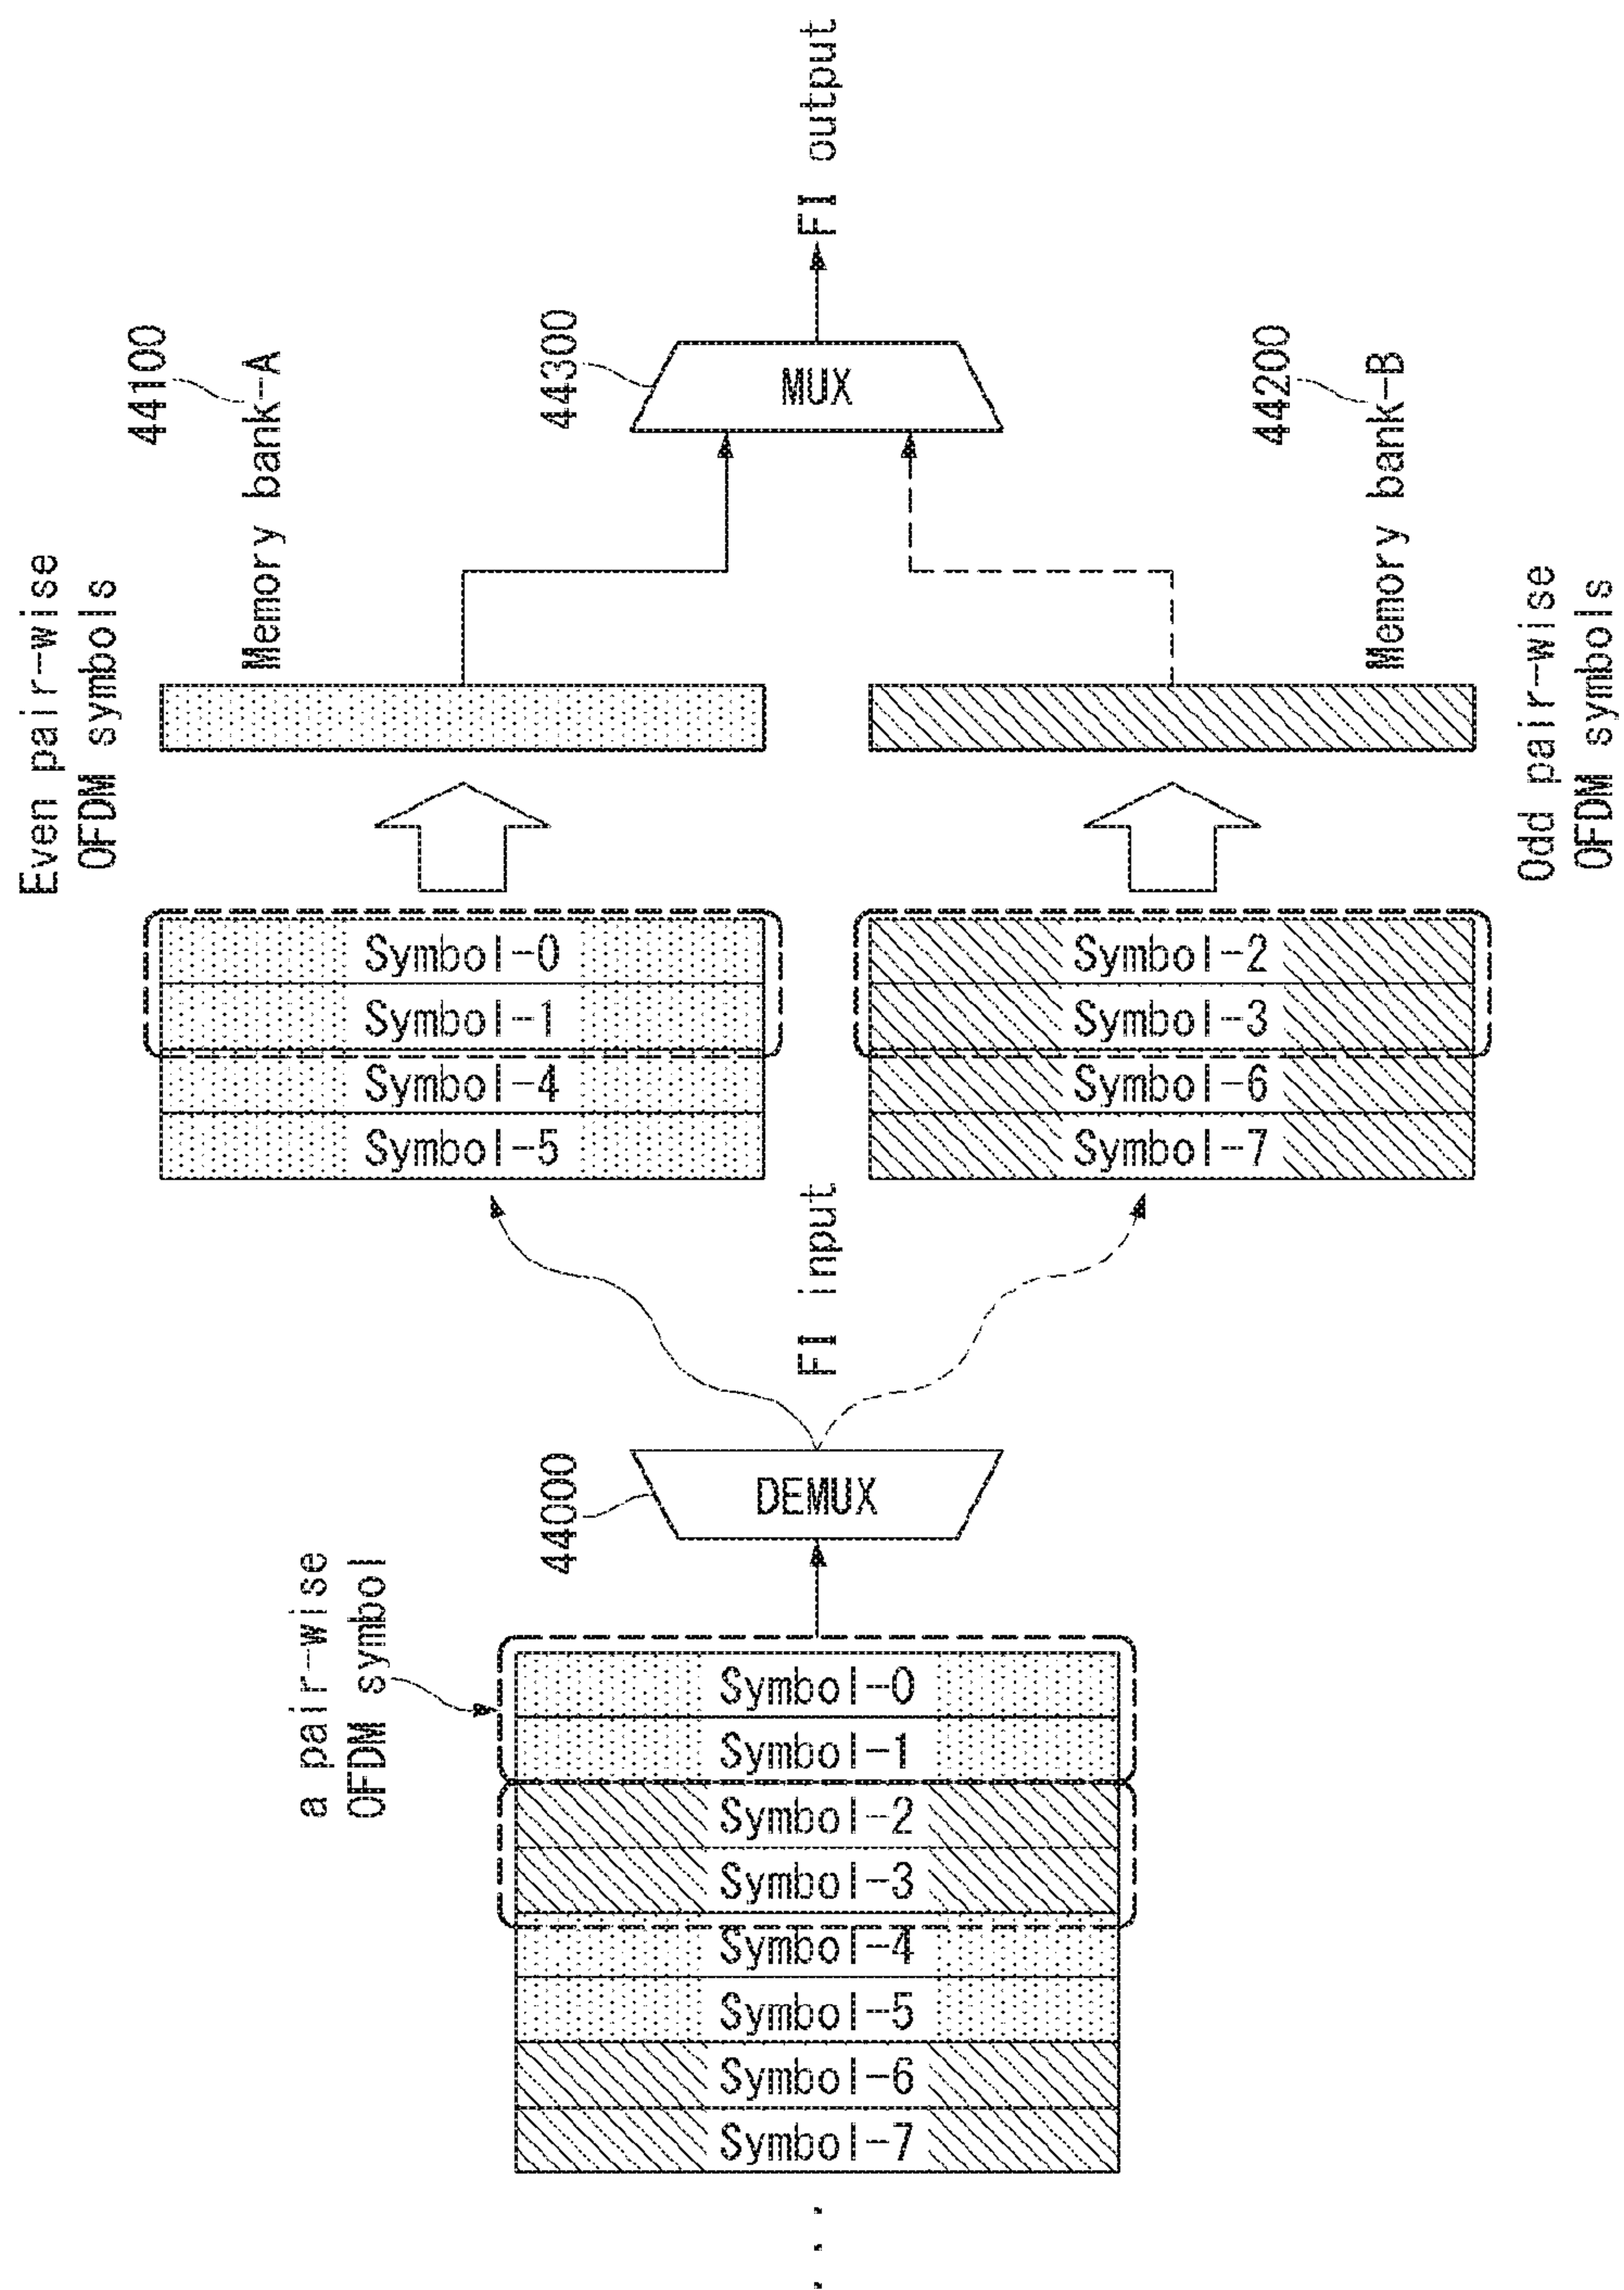 Even pair-wise
OFDM symbols
44100
Memory bank-A
44300
MUX
FI output
44200
Memory bank-B
Odd pair-wise
OFDM symbols
Symbol-0
Symbol-1
Symbol-4
Symbol-5
Symbol-2
Symbol-3
Symbol-6
Symbol-7
FI input
44000
DEMUX
a pair-wise
OFDM symbol
Symbol-0
Symbol-1
Symbol-2
Symbol-3
Symbol-4
Symbol-5
Symbol-6
Symbol-7
. . .